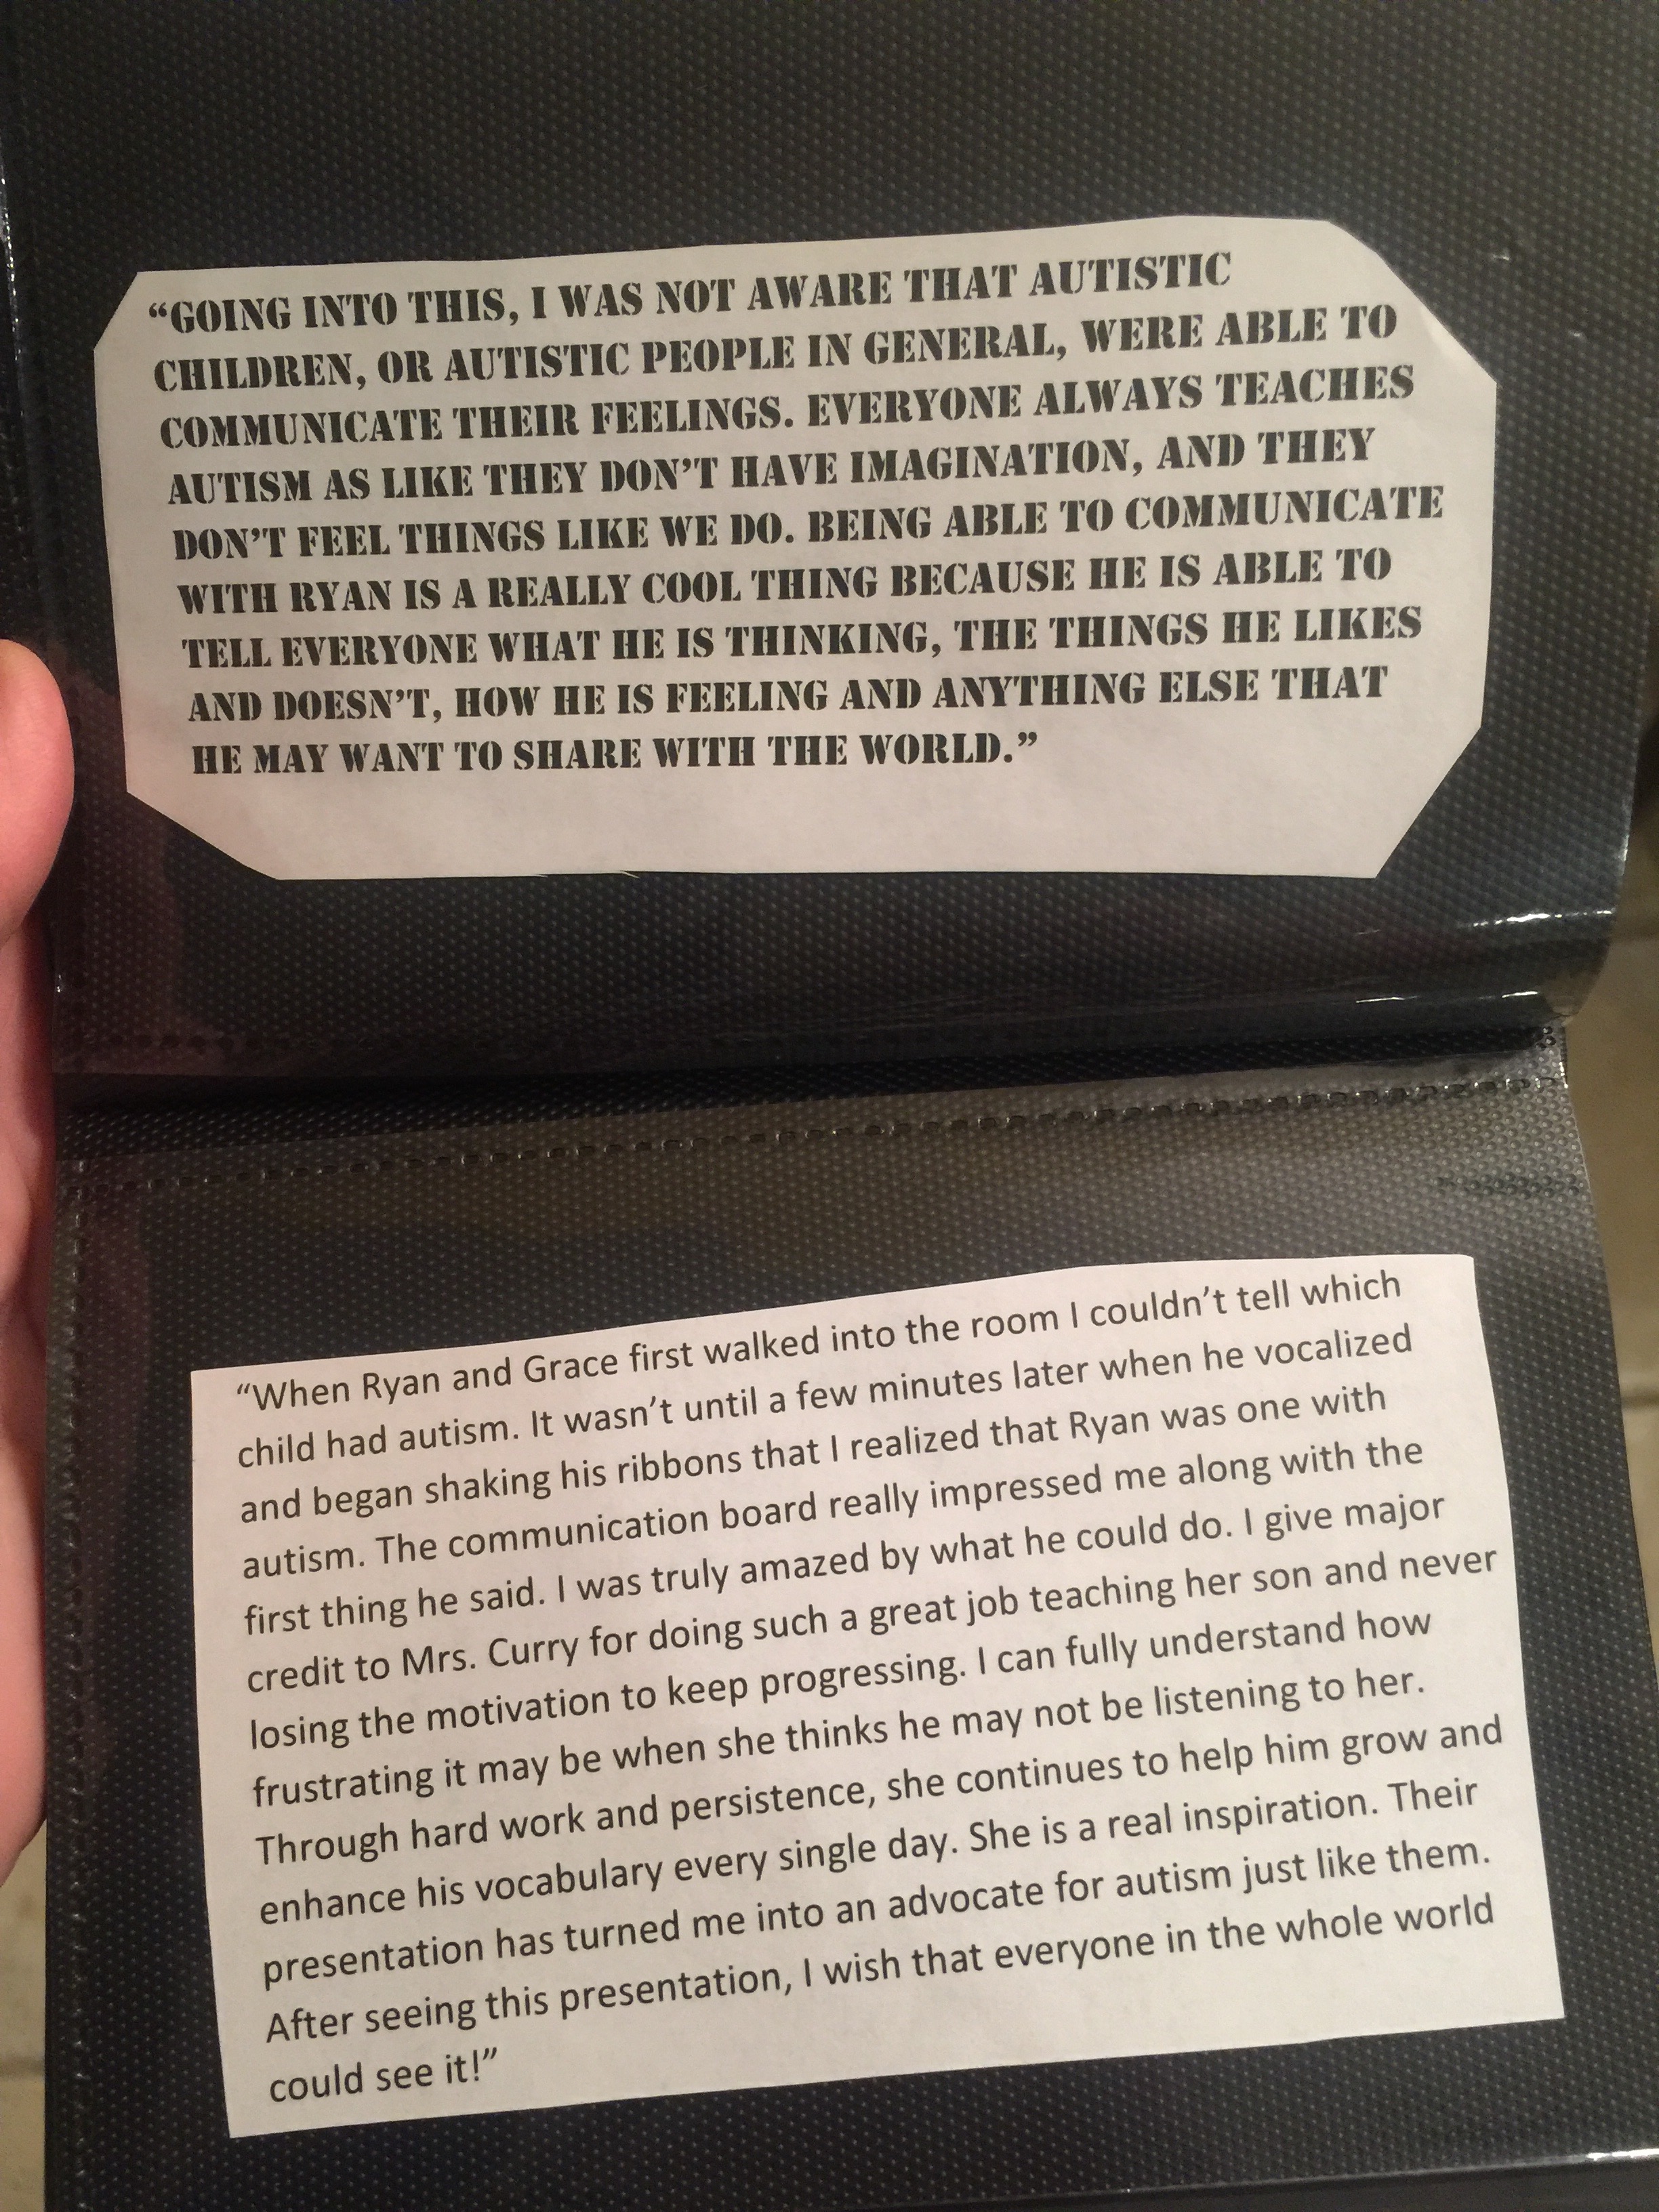 “GOING INTO THIS, I WAS NOT AWARE THAT AUTISTIC
CHILDREN, OR AUTISTIC PEOPLE IN GENERAL, WERE ABLE TO
COMMUNICATE THEIR FEELINGS. EVERYONE ALWAYS TEACHES
AUTISM AS LIKE THEY DON’T HAVE IMAGINATION, AND THEY
DON’T FEEL THINGS LIKE WE DO. BEING ABLE TO COMMUNICATE
WITH RYAN IS A REALLY COOL THING BECAUSE HE IS ABLE TO
TELL EVERYONE WHAT HE IS THINKING, THE THINGS HE LIKES
AND DOESN’T, HOW HE IS FEELING AND ANYTHING ELSE THAT
HE MAY WANT TO SHARE WITH THE WORLD.”
“When Ryan and Grace first walked into the room I couldn’t tell which
child had autism. It wasn’t until a few minutes later when he vocalized
and began shaking his ribbons that I realized that Ryan was one with
autism. The communication board really impressed me along with the
first thing he said. I was truly amazed by what he could do. I give major
credit to Mrs. Curry for doing such a great job teaching her son and never
losing the motivation to keep progressing. I can fully understand how
frustrating it may be when she thinks he may not be listening to her.
Through hard work and persistence, she continues to help him grow and
enhance his vocabulary every single day. She is a real inspiration. Their
presentation has turned me into an advocate for autism just like them.
After seeing this presentation, I wish that everyone in the whole world
could see it!”